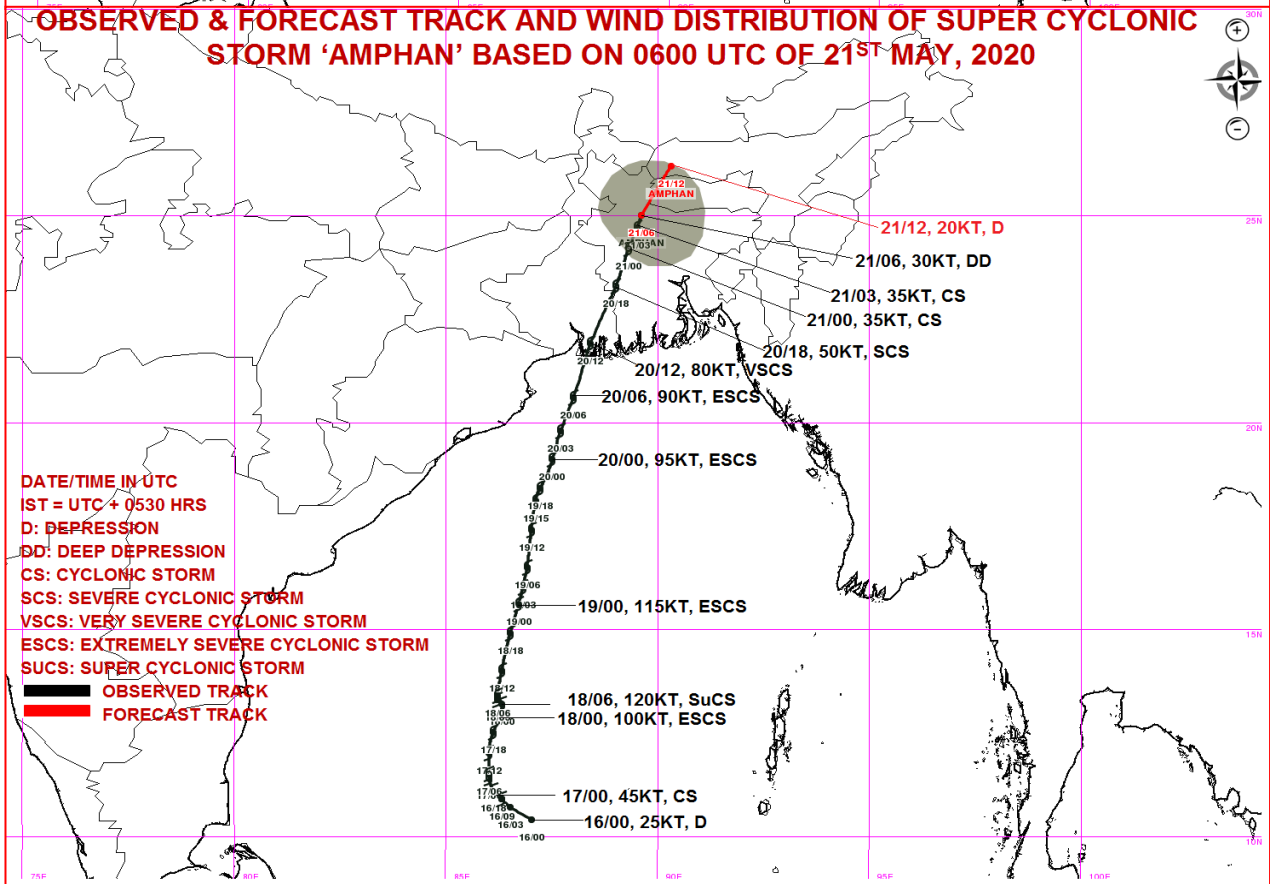 OBSERVED & FORECAST TRACK AND WIND DISTRIBUTION OF SUPER CYCLONIC
STORM ‘AMPHAN’ BASED ON 0600 UTC OF 21ST MAY, 2020
30N
21/12
AMPHAN
25N
21/12, 20KT, D
21/06
21/06, 30KT, DD
21/00
21/03, 35KT, CS
20/18
21/00, 35KT, CS
20/18, 50KT, SCS
20/12
20/12, 80KT, VSCS
20/06, 90KT, ESCS
20/06
20N
20/03
20/00, 95KT, ESCS
20/00
DATE/TIME IN UTC
IST = UTC + 0530 HRS
D: DEPRESSION
DD: DEEP DEPRESSION
CS: CYCLONIC STORM
SCS: SEVERE CYCLONIC STORM
VSCS: VERY SEVERE CYCLONIC STORM
ESCS: EXTREMELY SEVERE CYCLONIC STORM
SUCS: SUPER CYCLONIC STORM
OBSERVED TRACK
FORECAST TRACK
19/18
19/15
19/12
19/06
19/00, 115KT, ESCS
19/00
15N
18/18
18/12
18/06, 120KT, SuCS
18/06
18/00, 100KT, ESCS
17/18
17/12
17/06
17/00, 45KT, CS
16/18
16/09
16/03
16/00, 25KT, D
16/00
10N
75E
80E
85E
90E
95E
100E